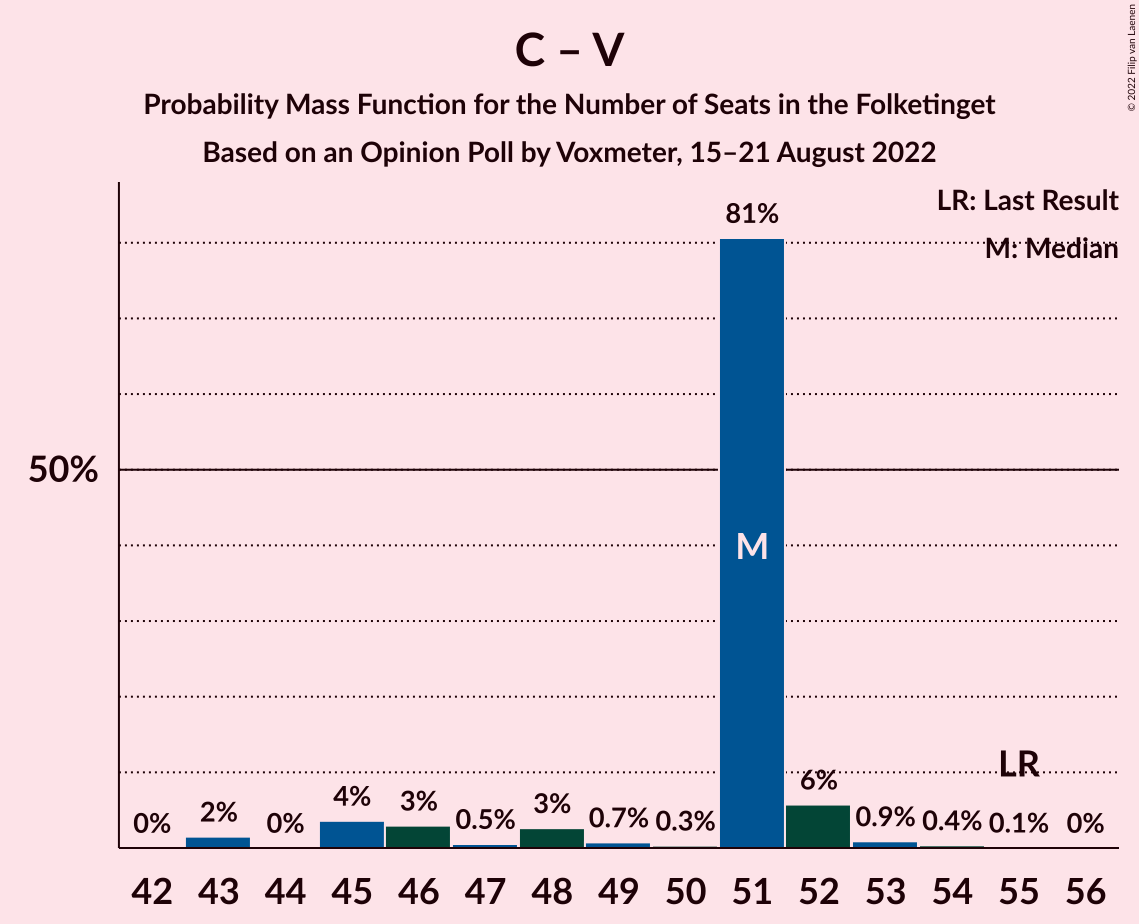 C – V
Probability Mass Function for the Number of Seats in the Folketinget
Based on an Opinion Poll by Voxmeter, 15–21 August 2022
© 2022 Filip van Laenen
LR: Last Result
M: Median
81%
50%
M
LR
0% 2% 0% 4% 3% 0.5% 3% 0.7% 0.3% 6% 0.9% 0.4% 0.1% 0%
42 43 44 45 46 47 48 49 50 51 52 53 54 55 56